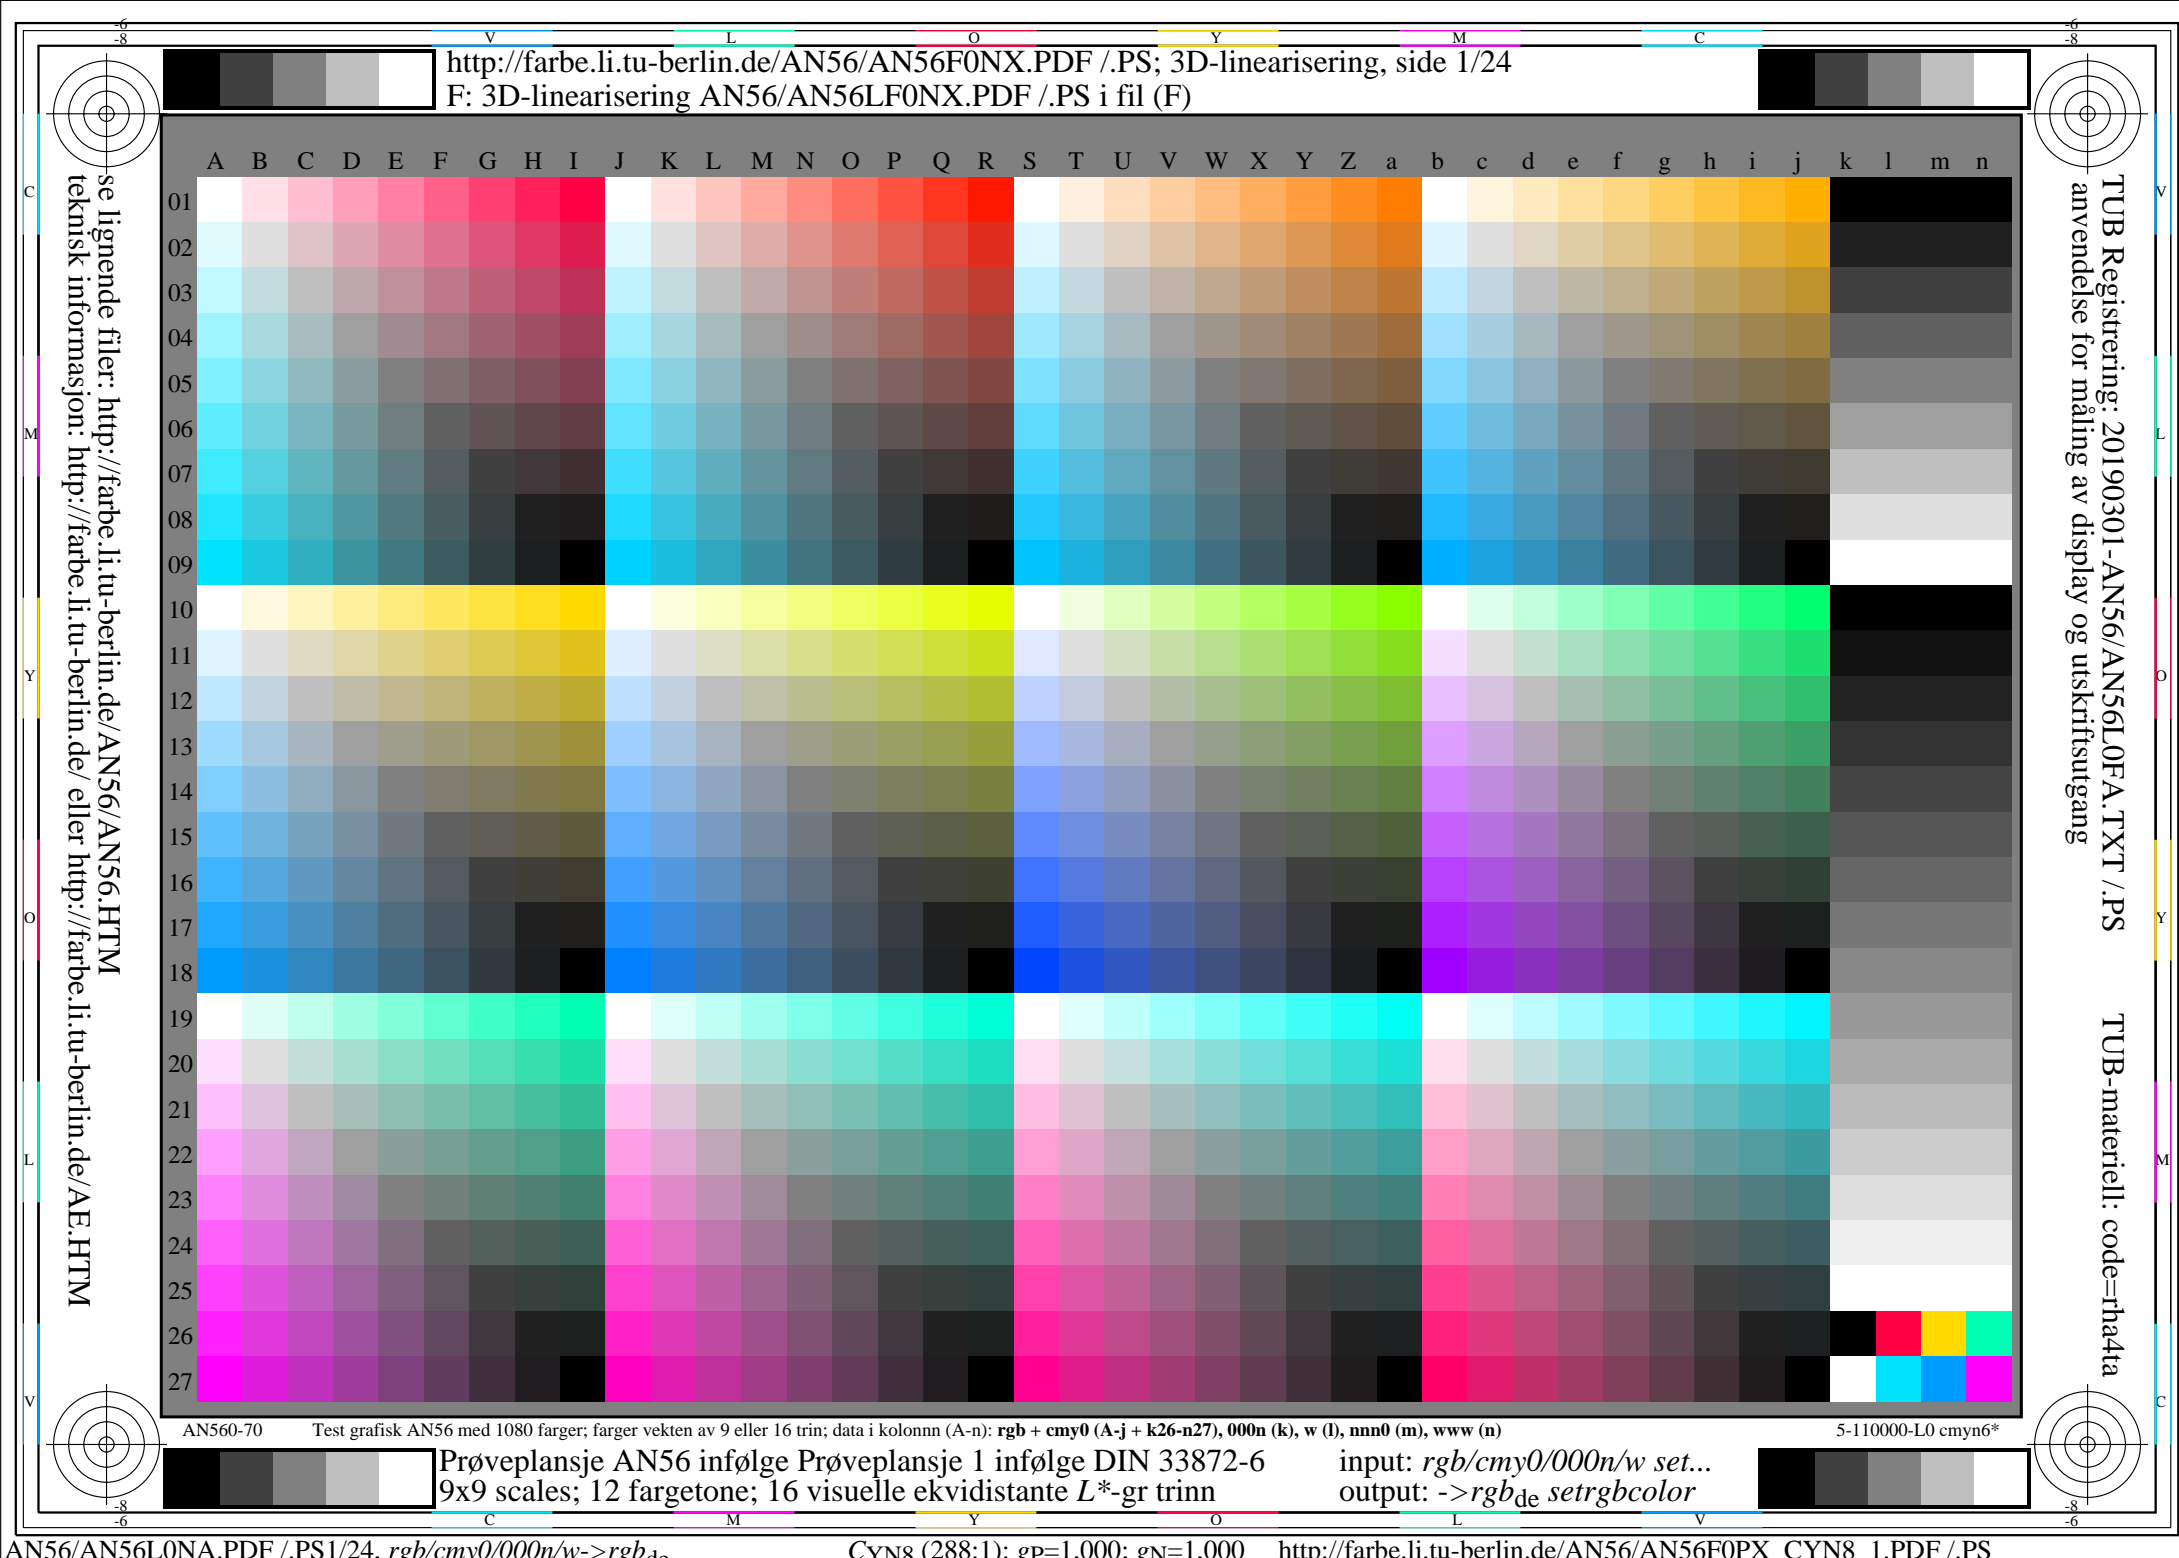 -6
-8
V L O Y M C
-6
-8
http://farbe.li.tu-berlin.de/AN56/AN56F0NX.PDF /.PS; 3D-linearisering, side 1/24
F: 3D-linearisering AN56/AN56LF0NX.PDF /.PS i fil (F)
A B C D E F G H I J K L M N O P Q R S T U V W X Y Z a b c d e f g h i j k l m n
01
02
03
04
05
06
07
08
09
10
11
12
13
14
15
16
17
18
19
20
21
22
23
24
25
26
27
C
M
Y
O
L
V
se lignende filer: http://farbe.li.tu-berlin.de/AN56/AN56.HTM
teknisk informasjon: http://farbe.li.tu-berlin.de/ eller http://farbe.li.tu-berlin.de/AE.HTM
TUB Registrering: 20190301-AN56/AN56L0FA.TXT /.PS
anvendelse for måling av display og utskriftsutgang
TUB-materiell: code=rha4ta
V
L
O
Y
M
C
AN560-70
Test grafisk AN56 med 1080 farger; farger vekten av 9 eller 16 trin; data i kolonnn (A-n): rgb + cmy0 (A-j + k26-n27), 000n (k), w (l), nnn0 (m), www (n)
5-110000-L0 cmyn6*
Prøveplansje AN56 infølge Prøveplansje 1 infølge DIN 33872-6
9x9 scales; 12 fargetone; 16 visuelle ekvidistante L*-gr trinn
input: rgb/cmy0/000n/w set...
output: ->rgbde setrgbcolor
-8
-6
C M Y O L V
-8
-6
AN56/AN56L0NA.PDF /.PS1/24, rgb/cmy0/000n/w->rgbde
CYN8 (288:1): gP=1,000; gN=1,000
http://farbe.li.tu-berlin.de/AN56/AN56F0PX_CYN8_1.PDF /.PS